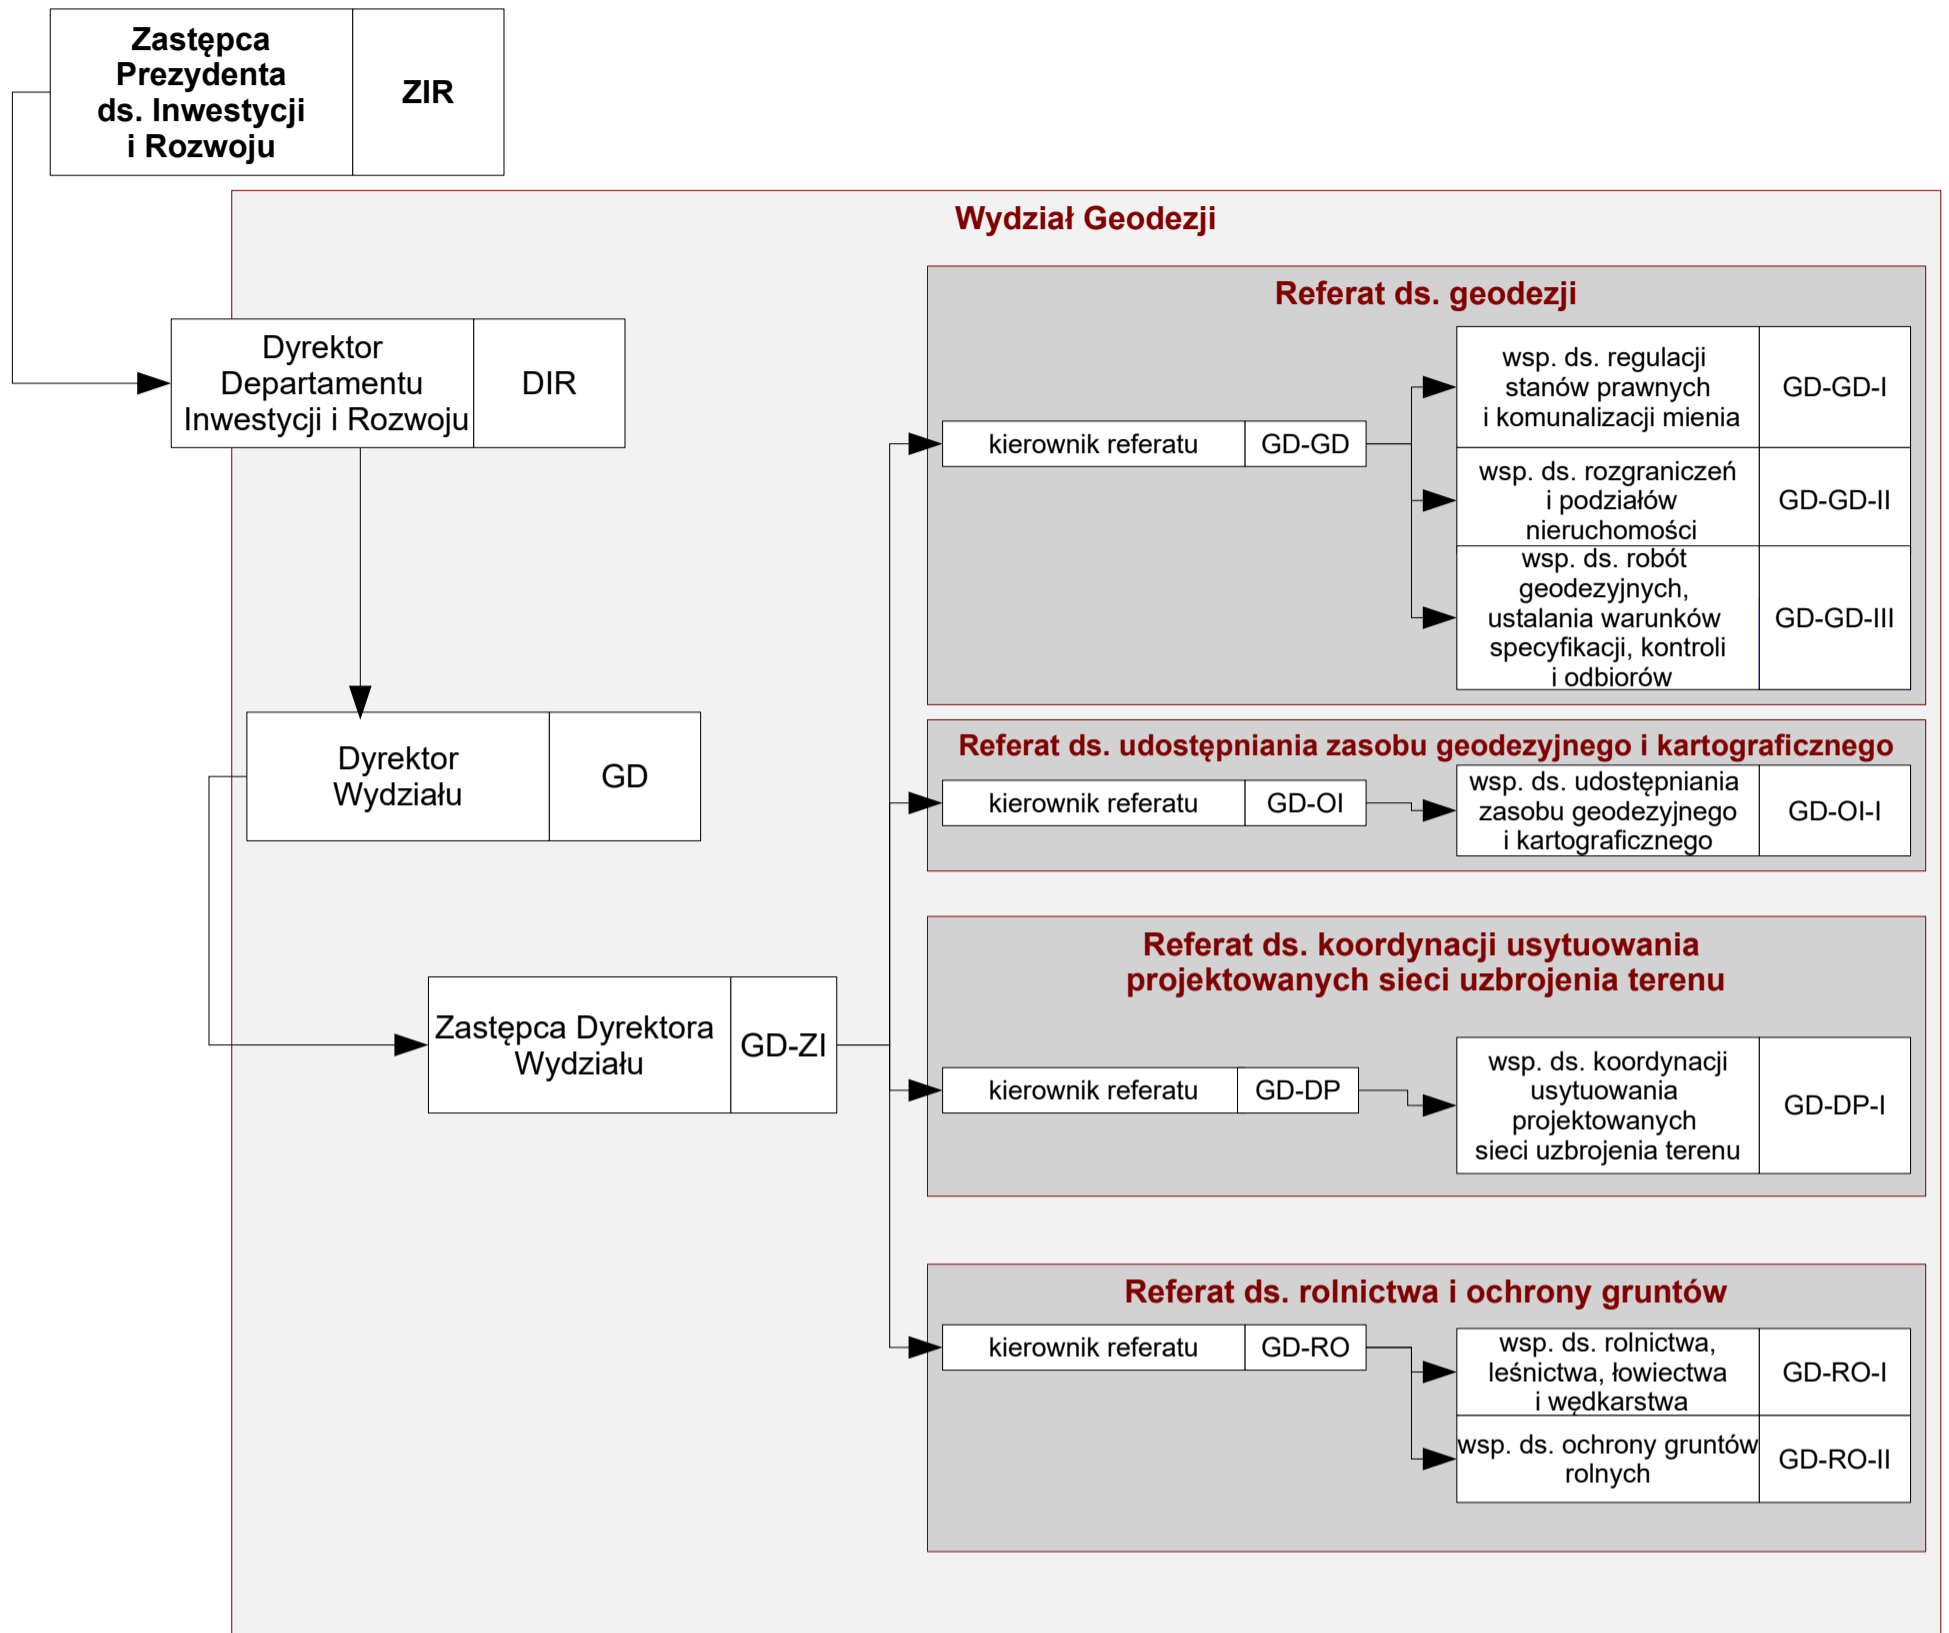 Zastępca
Prezydenta
ds. Inwestycji
i Rozwoju
ZIR
Wydział Geodezji
Dyrektor
Departamentu
Inwestycji i Rozwoju
DIR
Dyrektor
Wydziału
GD
Zastępca Dyrektora
Wydziału
GD-ZI
Referat ds. geodezji
kierownik referatu
GD-GD
wsp. ds. regulacji
stanów prawnych
i komunalizacji mienia
GD-GD-I
wsp. ds. rozgraniczeń
i podziałów
nieruchomości
GD-GD-II
wsp. ds. robót
geodezyjnych,
ustalania warunków
specyfikacji, kontroli
i odbiorów
GD-GD-III
Referat ds. udostępniania zasobu geodezyjnego i kartograficznego
kierownik referatu
GD-OI
wsp. ds. udostępniania
zasobu geodezyjnego
i kartograficznego
GD-OI-I
Referat ds. koordynacji usytuowania
projektowanych sieci uzbrojenia terenu
kierownik referatu
GD-DP
wsp. ds. koordynacji
usytuowania
projektowanych
sieci uzbrojenia terenu
GD-DP-I
Referat ds. rolnictwa i ochrony gruntów
kierownik referatu
GD-RO
wsp. ds. rolnictwa,
leśnictwa, łowiectwa
i wędkarstwa
GD-RO-I
wsp. ds. ochrony gruntów
rolnych
GD-RO-II